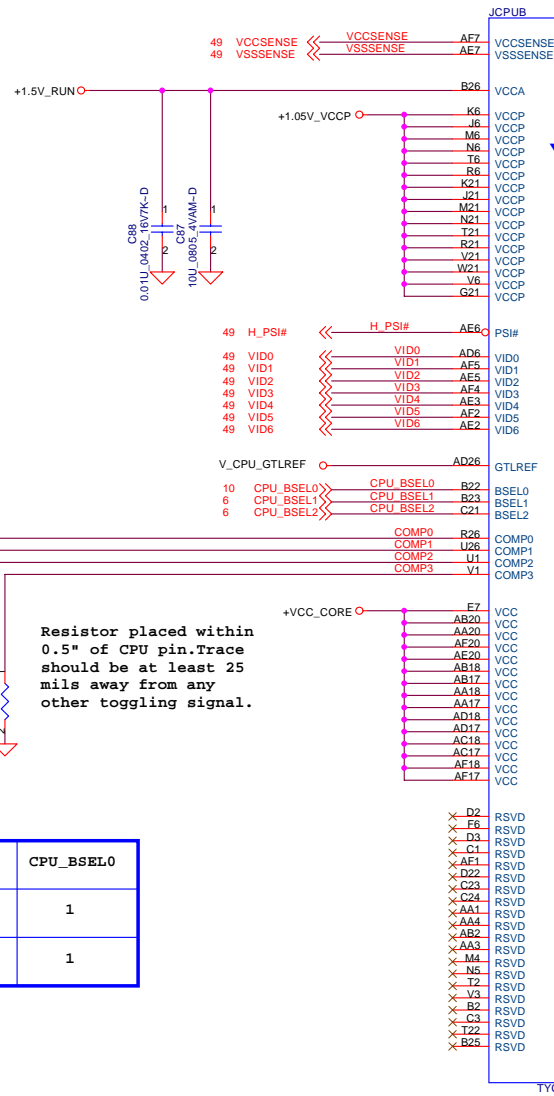 JCPUB
49 VCCSENSE VCCSENSE AF7 VCCSENSE
49 VSSSENSE VSSSENSE AE7 VSSSENSE
+1.5V_RUN B26 VCCA
+1.05V_VCCP K6 VCCP
J6 VCCP
M6 VCCP
N6 VCCP
T6 VCCP
R6 VCCP
K21 VCCP
J21 VCCP
M21 VCCP
N21 VCCP
T21 VCCP
R21 VCCP
V21 VCCP
W21 VCCP
V6 VCCP
G21 VCCP
C88
0.01U_0402_16V7K~D
1
2
C87
10U_0805_4VAM~D
1
2
49 H_PSI# H_PSI# AE6 PSI#
49 VID0 VID0 AD6 VID0
49 VID1 VID1 AF5 VID1
49 VID2 VID2 AE5 VID2
49 VID3 VID3 AF4 VID3
49 VID4 VID4 AE3 VID4
49 VID5 VID5 AF2 VID5
49 VID6 VID6 AE2 VID6
V_CPU_GTLREF AD26 GTLREF
10 CPU_BSEL0 CPU_BSEL0 B22 BSEL0
6 CPU_BSEL1 CPU_BSEL1 B23 BSEL1
6 CPU_BSEL2 CPU_BSEL2 C21 BSEL2
COMP0 R26 COMP0
COMP1 U26 COMP1
COMP2 U1 COMP2
COMP3 V1 COMP3
+VCC_CORE E7 VCC
AB20 VCC
AA20 VCC
AF20 VCC
AE20 VCC
AB18 VCC
AB17 VCC
AA18 VCC
AA17 VCC
AD18 VCC
AD17 VCC
AC18 VCC
AC17 VCC
AF18 VCC
AF17 VCC
Resistor placed within
0.5" of CPU pin.Trace
should be at least 25
mils away from any
other toggling signal.
2
D2 RSVD
F6 RSVD
D3 RSVD
C1 RSVD
AF1 RSVD
D22 RSVD
C23 RSVD
C24 RSVD
AA1 RSVD
AA4 RSVD
AB2 RSVD
AA3 RSVD
M4 RSVD
N5 RSVD
T2 RSVD
V3 RSVD
B2 RSVD
C3 RSVD
T22 RSVD
B25 RSVD
CPU_BSEL0
1
1